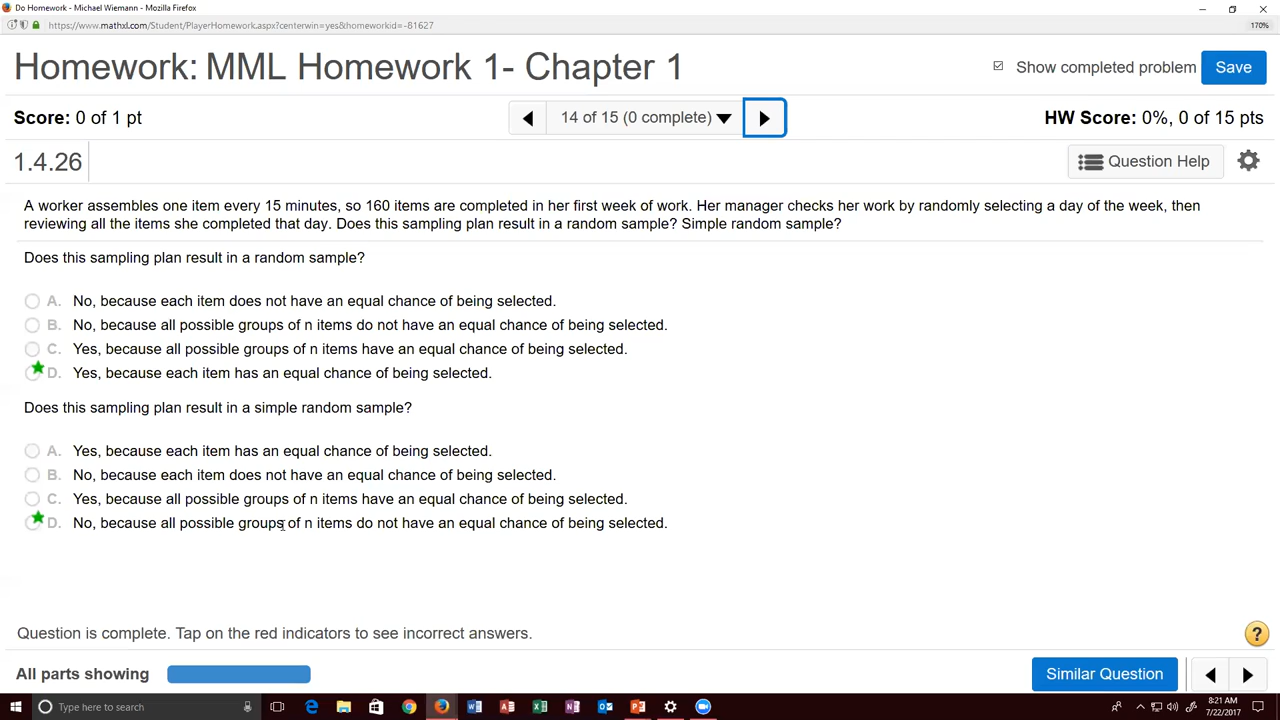 Do Homework - Michael Wiemann - Mozilla Firefox
https://www.mathxl.com/Student/PlayerHomework.aspx?centerwin=yes&homeworkid=-81627
170%
Homework: MML Homework 1- Chapter 1
Show completed problem
Save
Score: 0 of 1 pt
14 of 15 (0 complete)
HW Score: 0%, 0 of 15 pts
1.4.26
Question Help
A worker assembles one item every 15 minutes, so 160 items are completed in her first week of work. Her manager checks her work by randomly selecting a day of the week, then
reviewing all the items she completed that day. Does this sampling plan result in a random sample? Simple random sample?
Does this sampling plan result in a random sample?
A. No, because each item does not have an equal chance of being selected.
B. No, because all possible groups of n items do not have an equal chance of being selected.
C. Yes, because all possible groups of n items have an equal chance of being selected.
D. Yes, because each item has an equal chance of being selected.
Does this sampling plan result in a simple random sample?
A. Yes, because each item has an equal chance of being selected.
B. No, because each item does not have an equal chance of being selected.
C. Yes, because all possible groups of n items have an equal chance of being selected.
D. No, because all possible groups of n items do not have an equal chance of being selected.
Question is complete. Tap on the red indicators to see incorrect answers.
?
All parts showing
Similar Question
Type here to search
8:21 AM
7/22/2017